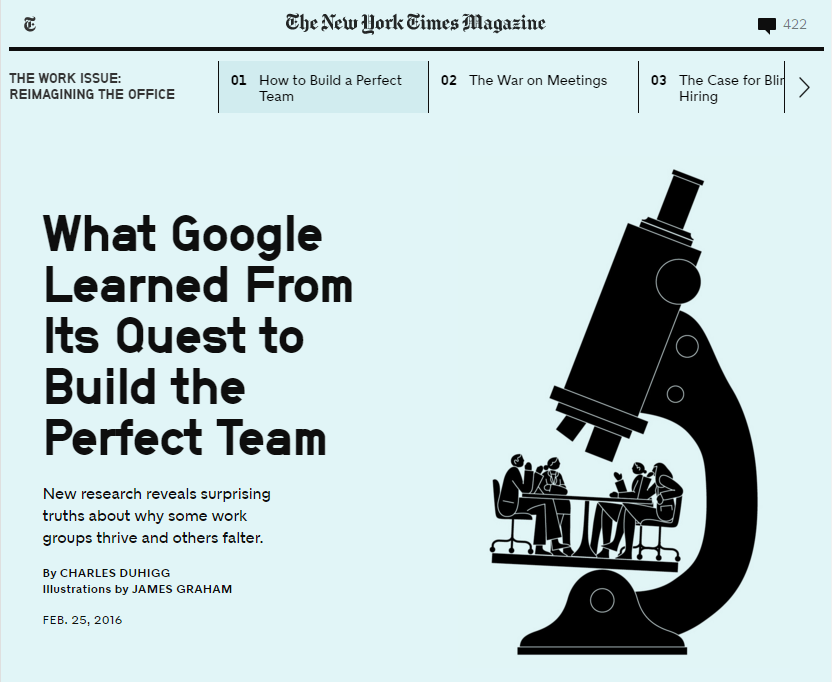 T
The New York Times Magazine
422
THE WORK ISSUE:
REIMAGINING THE OFFICE
01 How to Build a Perfect
Team
02 The War on Meetings
03 The Case for Blin
Hiring
What Google
Learned From
Its Quest to
Build the
Perfect Team
New research reveals surprising
truths about why some work
groups thrive and others falter.
By CHARLES DUHIGG
Illustrations by JAMES GRAHAM
FEB. 25, 2016